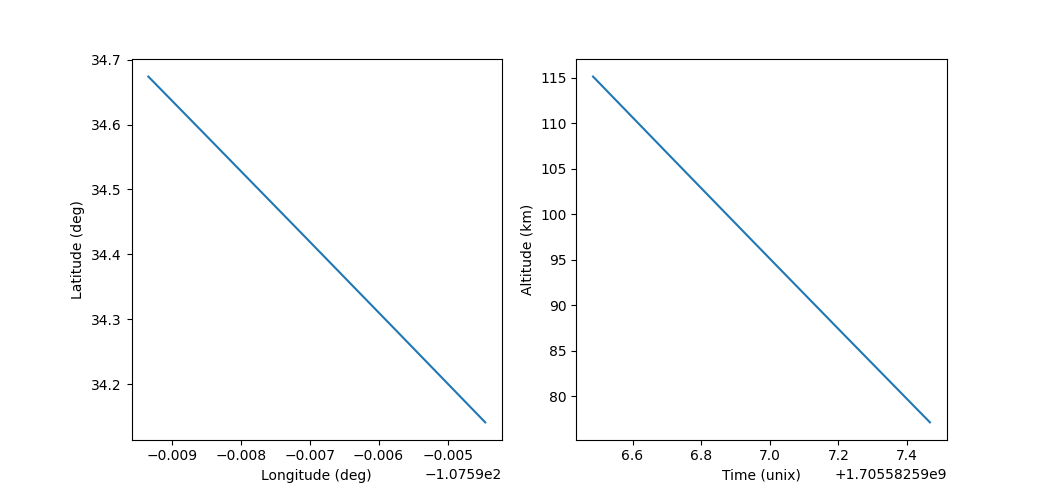 34.7
34.6
34.5
34.4
34.3
34.2
Latitude (deg)
−0.009 −0.008 −0.007 −0.006 −0.005
Longitude (deg)
−1.0759e2
115
110
105
100
95
90
85
80
Altitude (km)
6.6 6.8 7.0 7.2 7.4
Time (unix)
+1.70558259e9